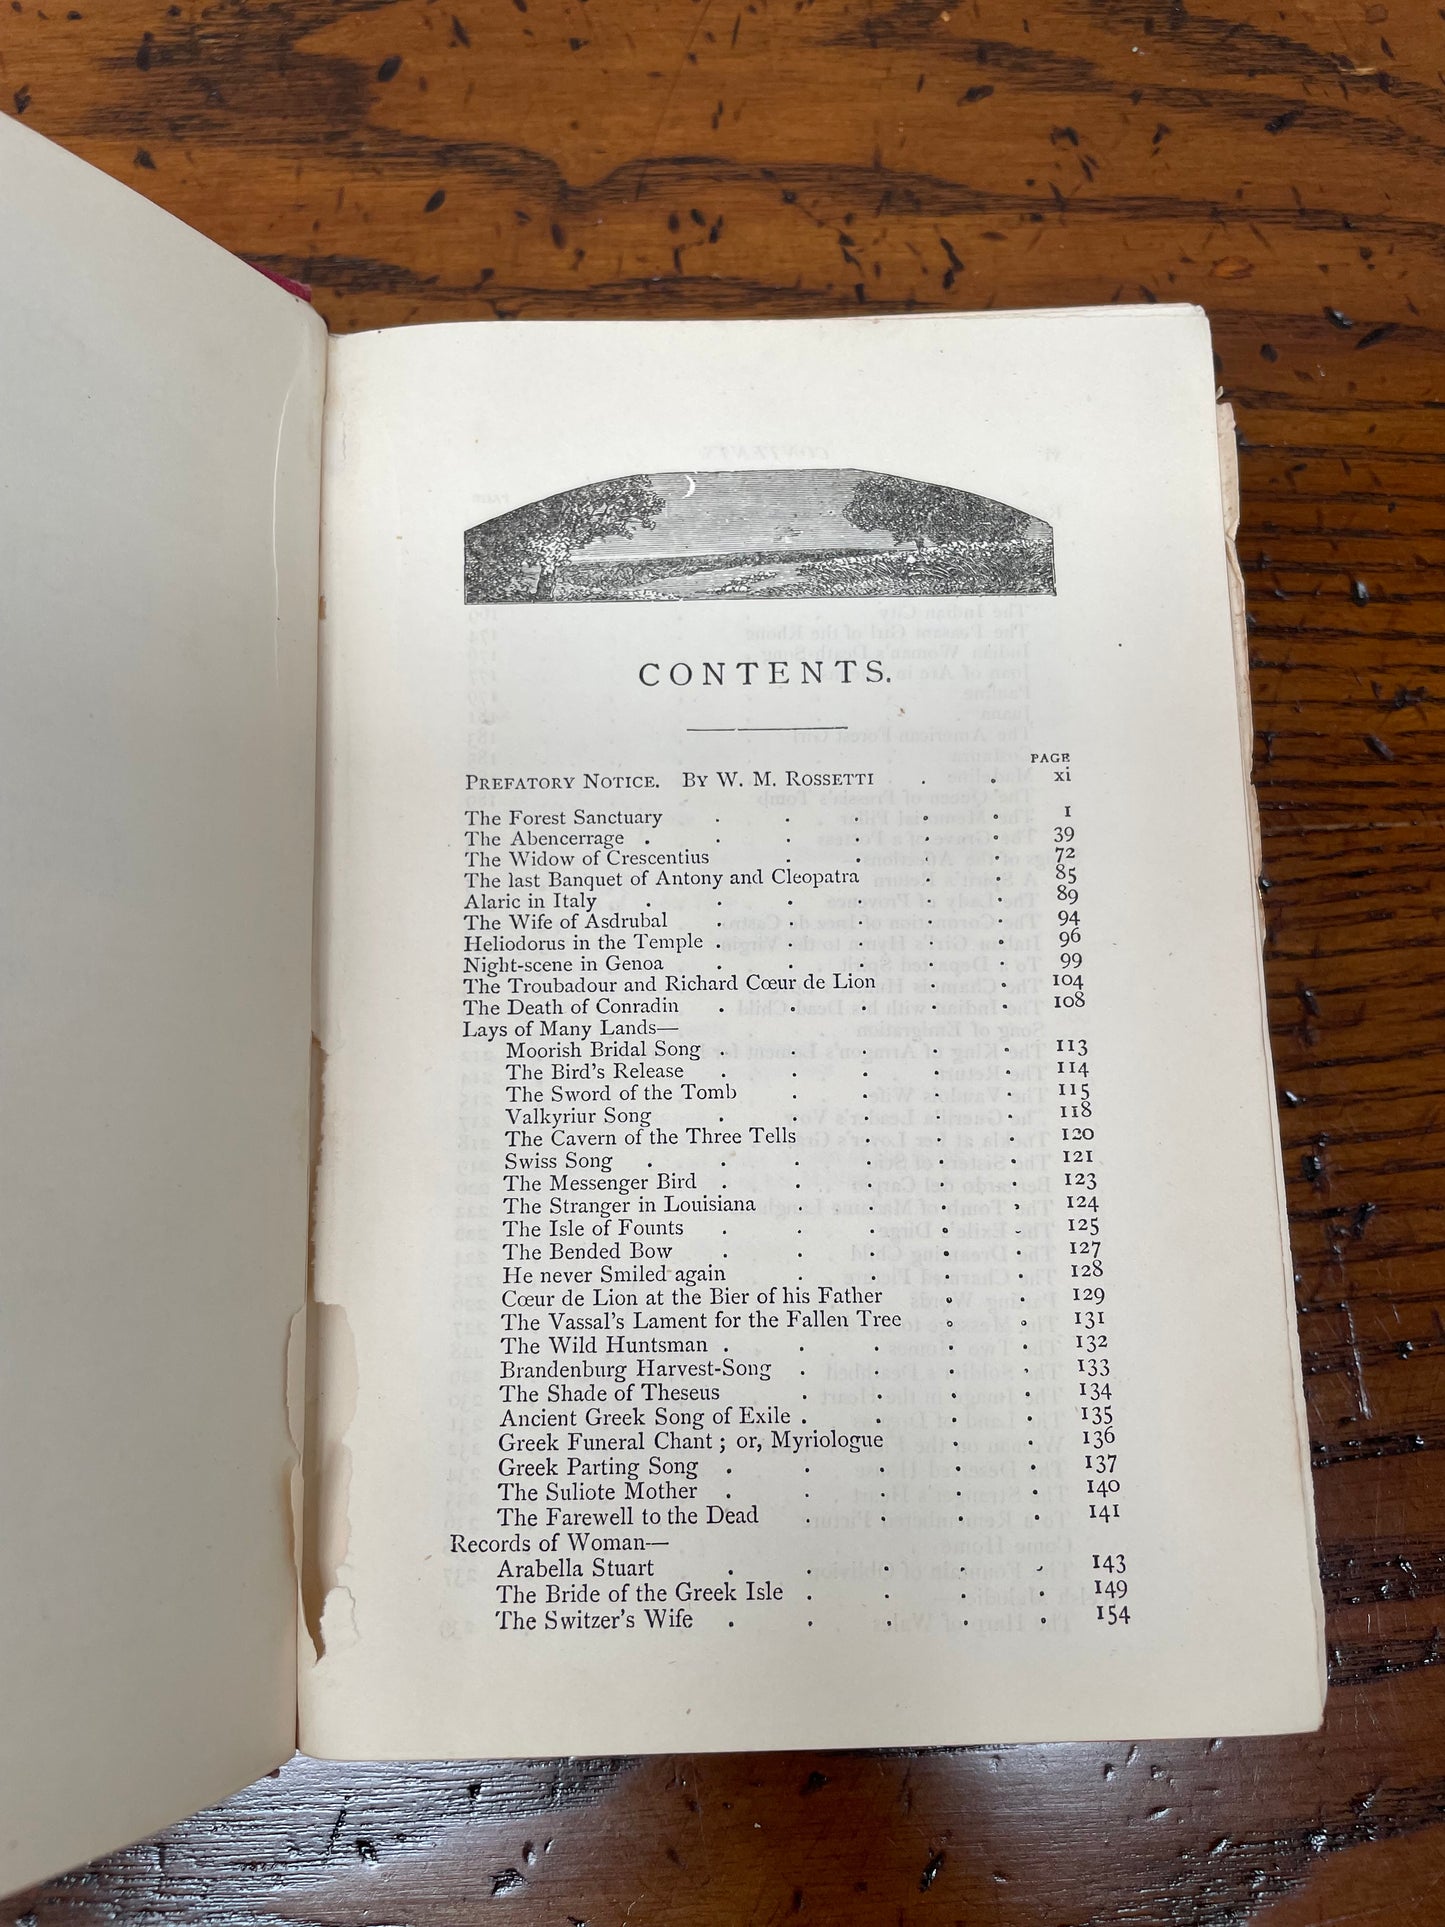 CONTENTS.
PAGE
PREFATORY NOTICE. BY W. M. ROSSETTI . . xi
The Forest Sanctuary . . . . . 1
The Abencerrage . . . . . . 39
The Widow of Crescentius . . . . 72
The last Banquet of Antony and Cleopatra . . 85
Alaric in Italy . . . . . . 89
The Wife of Asdrubal . . . . . 94
Heliodorus in the Temple . . . . . 96
Night-scene in Genoa . . . . . 99
The Troubadour and Richard Cœur de Lion . . 104
The Death of Conradin . . . . . 108
Lays of Many Lands—
Moorish Bridal Song . . . . . 113
The Bird's Release . . . . . 114
The Sword of the Tomb . . . . 115
Valkyriur Song . . . . . 118
The Cavern of the Three Tells . . . 120
Swiss Song . . . . . . 121
The Messenger Bird . . . . . 123
The Stranger in Louisiana . . . . 124
The Isle of Founts . . . . . 125
The Bended Bow . . . . . 127
He never Smiled again . . . . 128
Cœur de Lion at the Bier of his Father . . 129
The Vassal's Lament for the Fallen Tree . . 131
The Wild Huntsman . . . . . 132
Brandenburg Harvest-Song . . . . 133
The Shade of Theseus . . . . 134
Ancient Greek Song of Exile . . . . 135
Greek Funeral Chant ; or, Myriologue . . 136
Greek Parting Song . . . . . 137
The Suliote Mother . . . . . 140
The Farewell to the Dead . . . . 141
Records of Woman—
Arabella Stuart . . . . . 143
The Bride of the Greek Isle . . . . 149
The Switzer's Wife . . . . . 154